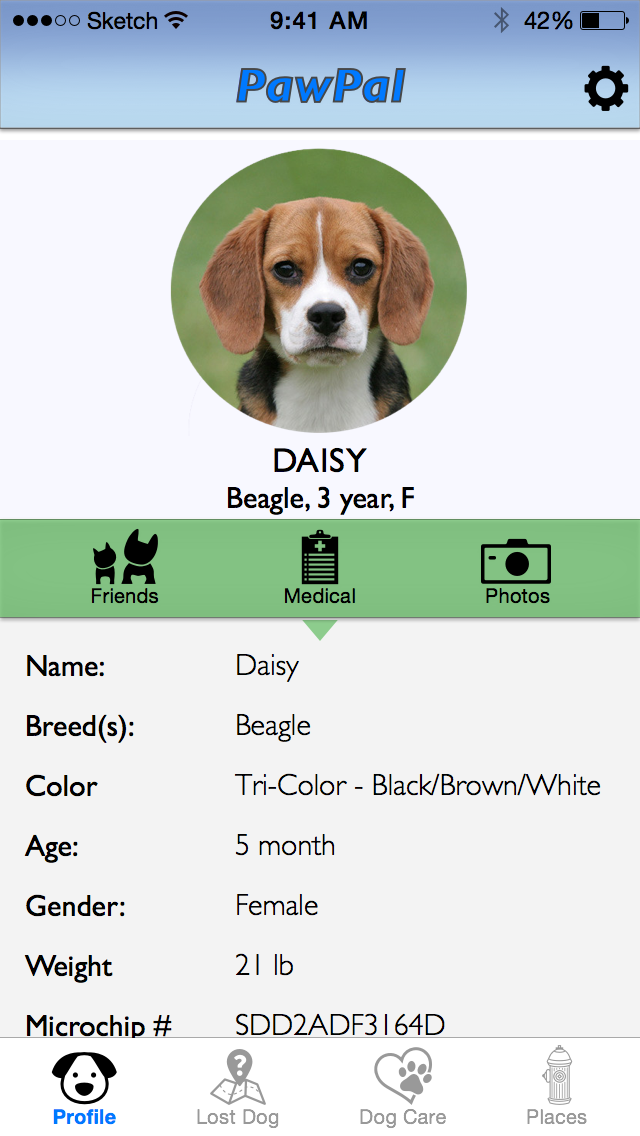 Sketch 9:41 AM 42%
PawPal
DAISY
Beagle, 3 year, F
Friends Medical Photos
Name: Daisy
Breed(s): Beagle
Color Tri-Color - Black/Brown/White
Age: 5 month
Gender: Female
Weight 21 lb
Microchip # SDD2ADF3164D
?
Profile Lost Dog Dog Care Places